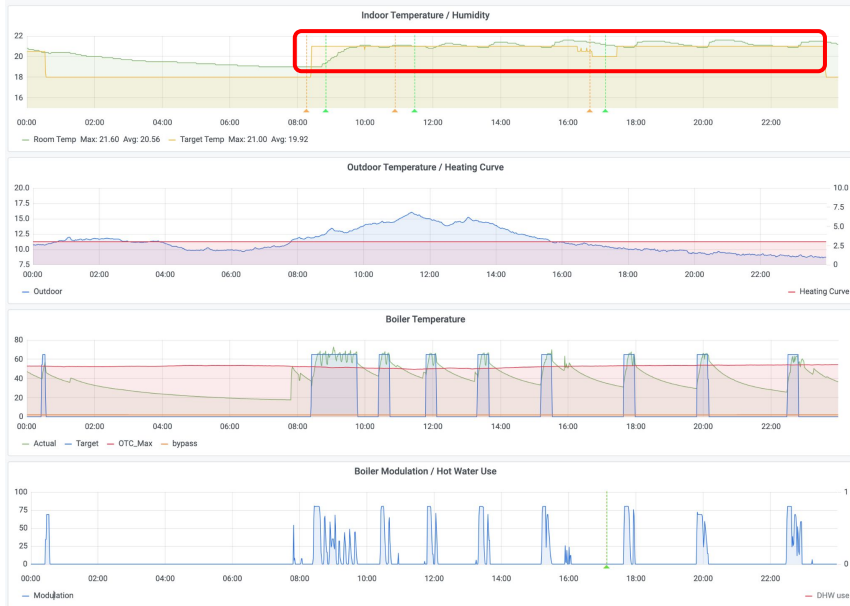 Indoor Temperature / Humidity
22
20
18
16
00:00 02:00 04:00 06:00 08:00 10:00 12:00 14:00 16:00 18:00 20:00 22:00
Room Temp Max: 21.60 Avg: 20.56 Target Temp Max: 21.00 Avg: 19.92
Outdoor Temperature / Heating Curve
20.0 10.0
17.5 7.5
15.0 5.0
12.5
10.0 2.5
7.5 0
00:00 02:00 04:00 06:00 08:00 10:00 12:00 14:00 16:00 18:00 20:00 22:00
Outdoor Heating Curve
Boiler Temperature
80
60
40
20
0
00:00 02:00 04:00 06:00 08:00 10:00 12:00 14:00 16:00 18:00 20:00 22:00
Actual Target OTC_Max bypass
Boiler Modulation / Hot Water Use
100 1
75
50
25
0 0
00:00 02:00 04:00 06:00 08:00 10:00 12:00 14:00 16:00 18:00 20:00 22:00
Modulation DHW use